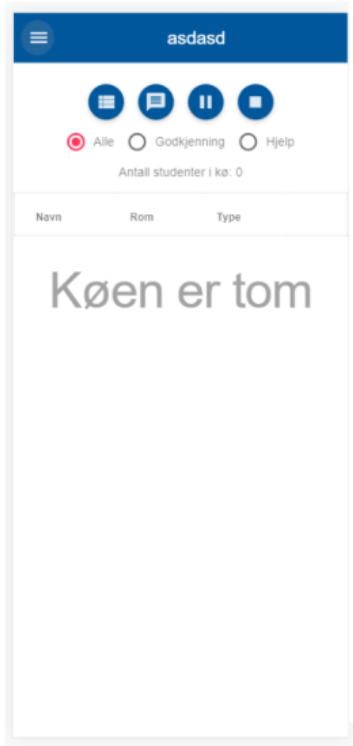 asdasd
Alle Godkjenning Hjelp
Antall studenter i kø: 0
Navn Rom Type
Køen er tom